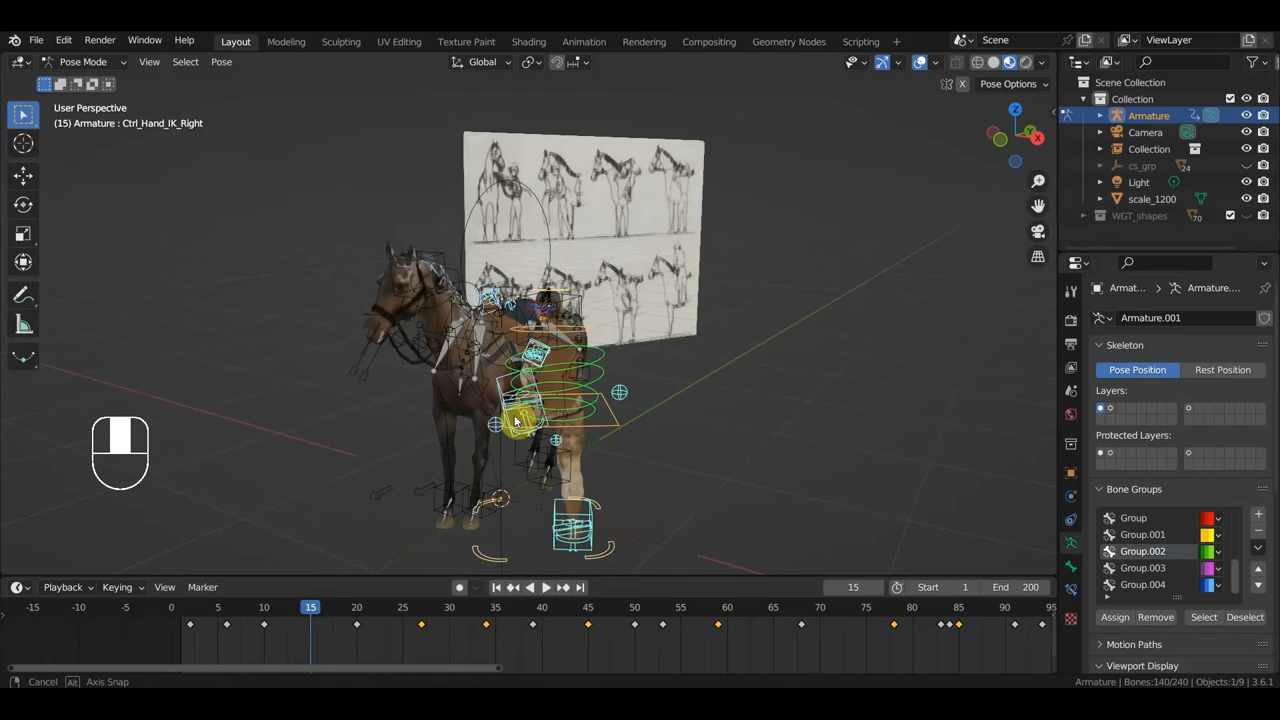 File Edit Render Window Help Layout Modeling Sculpting UV Editing Texture Paint Shading Animation Rendering Compositing Geometry Nodes Scripting + Scene ViewLayer
Pose Mode View Select Pose Global
X Pose Options
User Perspective
(15) Armature : Ctrl_Hand_IK_Right
Z
Y
X
Scene Collection
Collection
Armature
Camera
Collection
cs_grp 24
Light
scale_1200
WGT_shapes 70
Armat... Armature....
Armature.001
Skeleton
Pose Position Rest Position
Layers:
Protected Layers:
Bone Groups
Group
Group.001
Group.002
Group.003
Group.004
Assign Remove Select Deselect
Motion Paths
Viewport Display
Playback Keying View Marker 15 Start 1 End 200
-15 -10 -5 0 5 10 15 20 25 30 35 40 45 50 55 60 65 70 75 80 85 90 95
Cancel Alt Axis Snap
Armature | Bones:140/240 | Objects:1/9 | 3.6.1